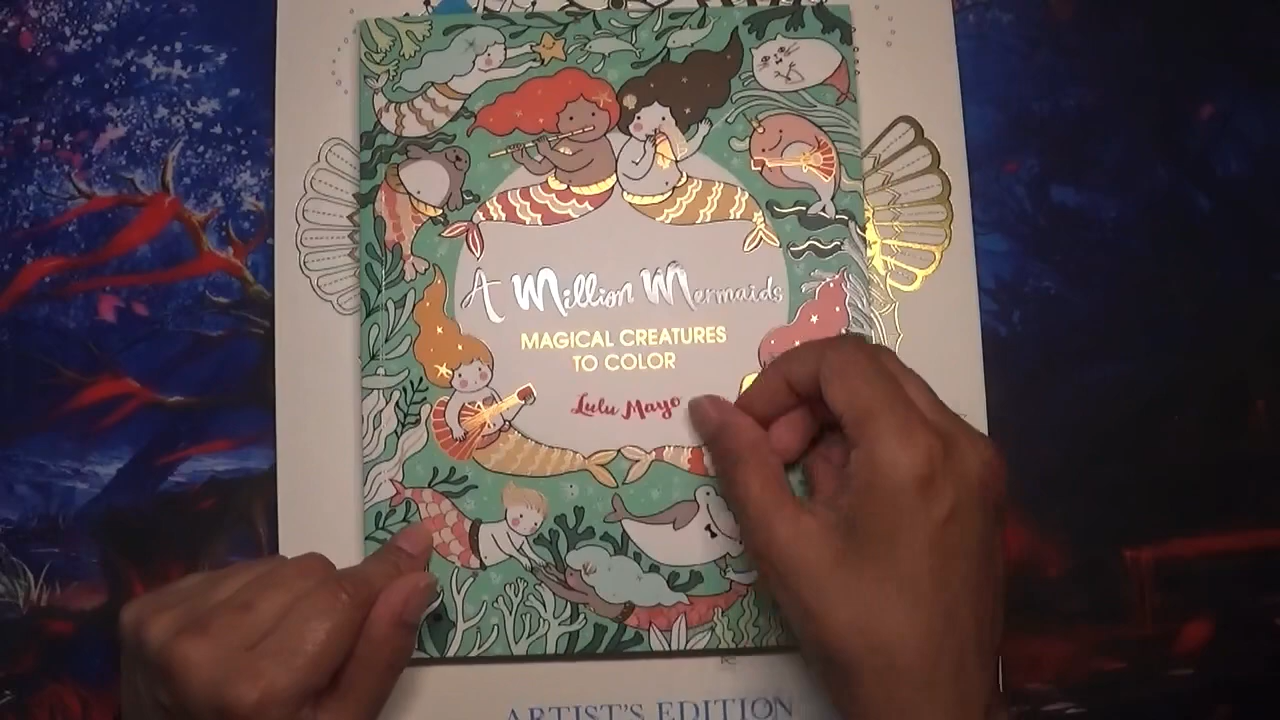 A Million Mermaids
MAGICAL CREATURES
TO COLOR
Lulu Mayo
ARTIST'S EDITION